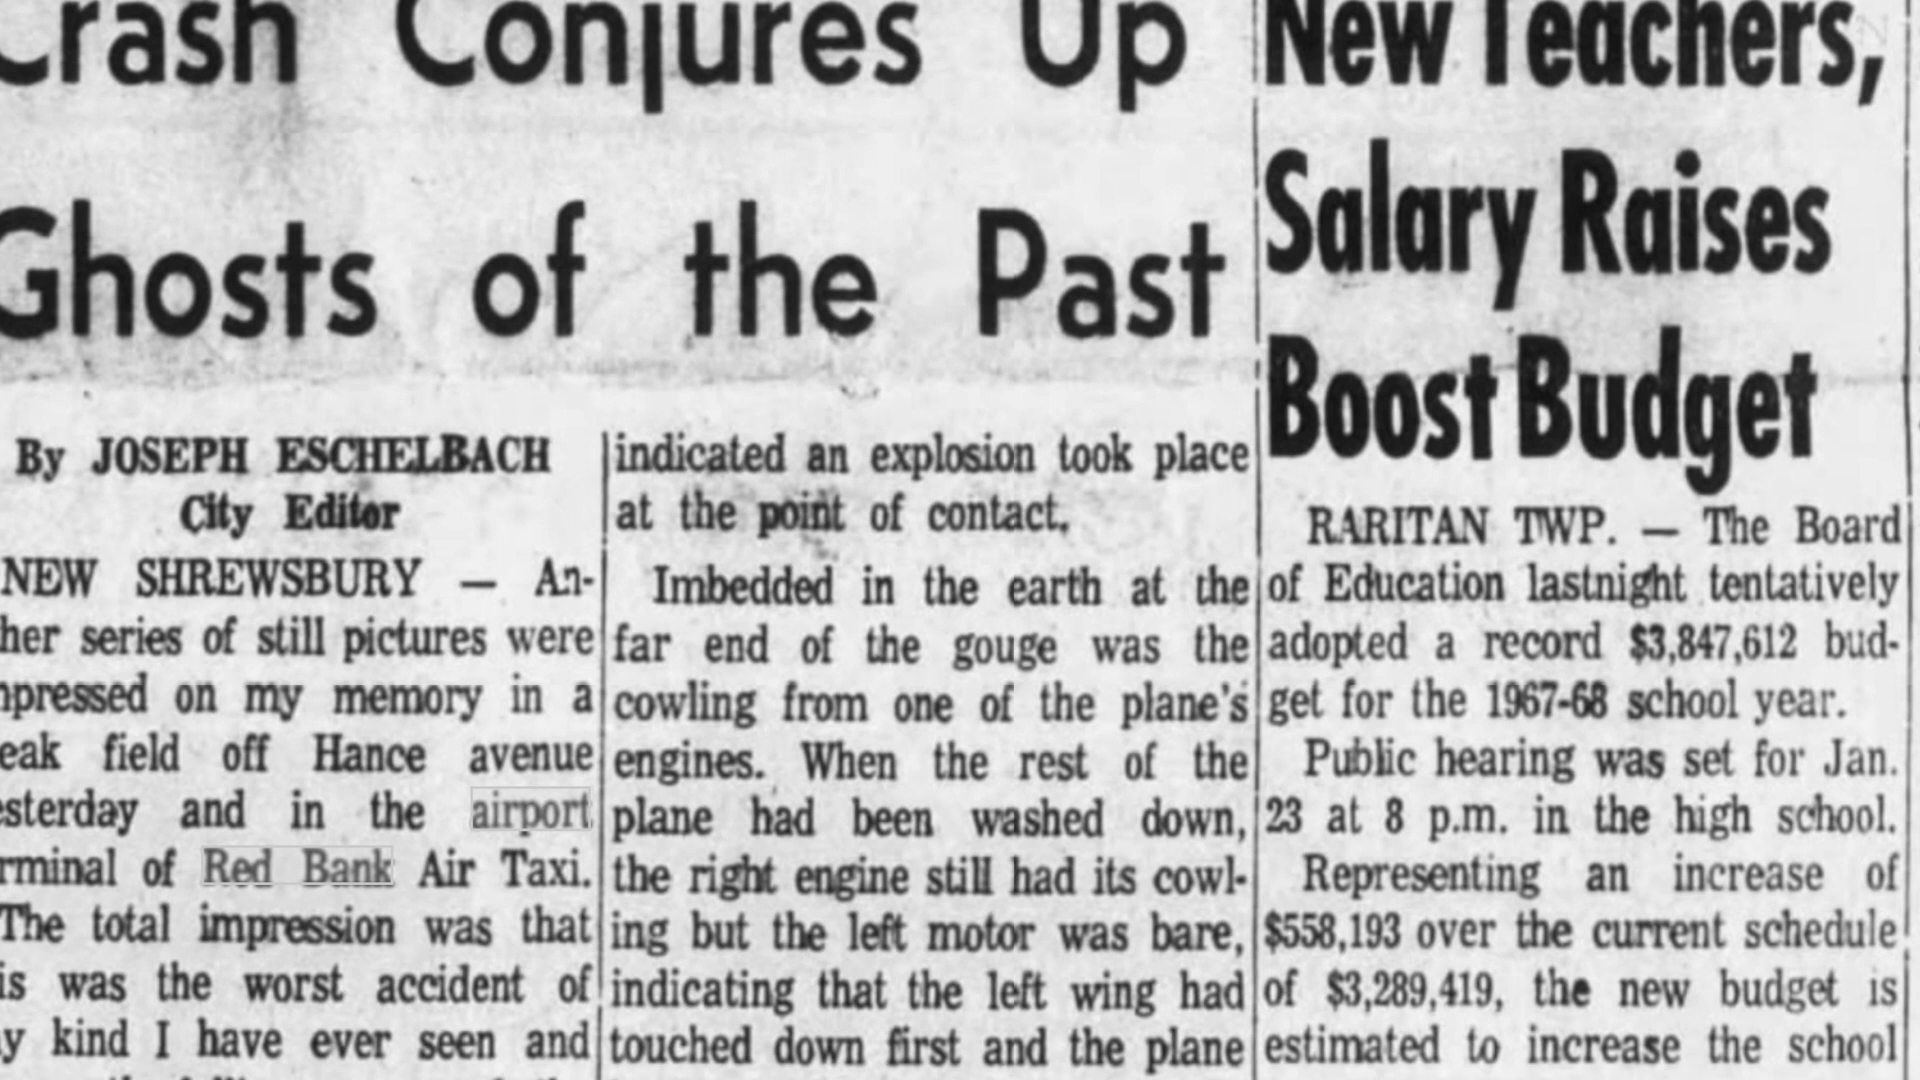 Crash Conjures Up
Ghosts of the Past
By JOSEPH ESCHELBACH
City Editor
NEW SHREWSBURY — An-
her series of still pictures were
pressed on my memory in a
eak field off Hance avenue
esterday and in the airport
rminal of Red Bank Air Taxi.
The total impression was that
is was the worst accident of
y kind I have ever seen and
indicated an explosion took place
at the point of contact.
Imbedded in the earth at the
far end of the gouge was the
cowling from one of the plane's
engines. When the rest of the
plane had been washed down,
the right engine still had its cowl-
ing but the left motor was bare,
indicating that the left wing had
touched down first and the plane
New Teachers,
Salary Raises
Boost Budget
RARITAN TWP. — The Board
of Education lastnight tentatively
adopted a record $3,847,612 bud-
get for the 1967-68 school year.
Public hearing was set for Jan.
23 at 8 p.m. in the high school.
Representing an increase of
$558,193 over the current schedule
of $3,289,419, the new budget is
estimated to increase the school